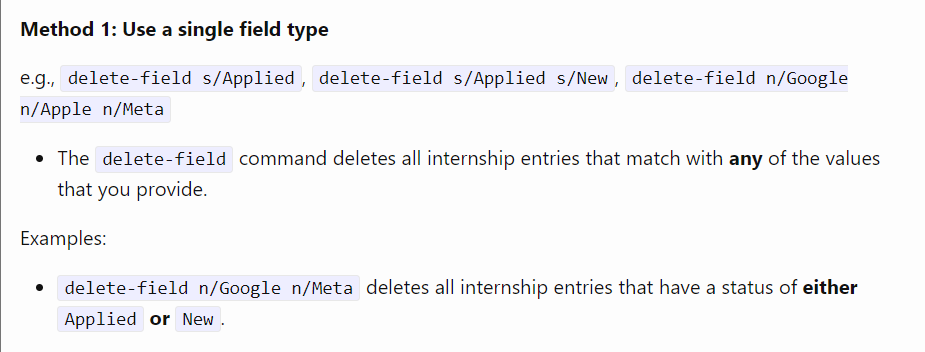 Method 1: Use a single field type
e.g., delete-field s/Applied, delete-field s/Applied s/New, delete-field n/Google
n/Apple n/Meta
• The delete-field command deletes all internship entries that match with any of the values
that you provide.
Examples:
• delete-field n/Google n/Meta deletes all internship entries that have a status of either
Applied or New.